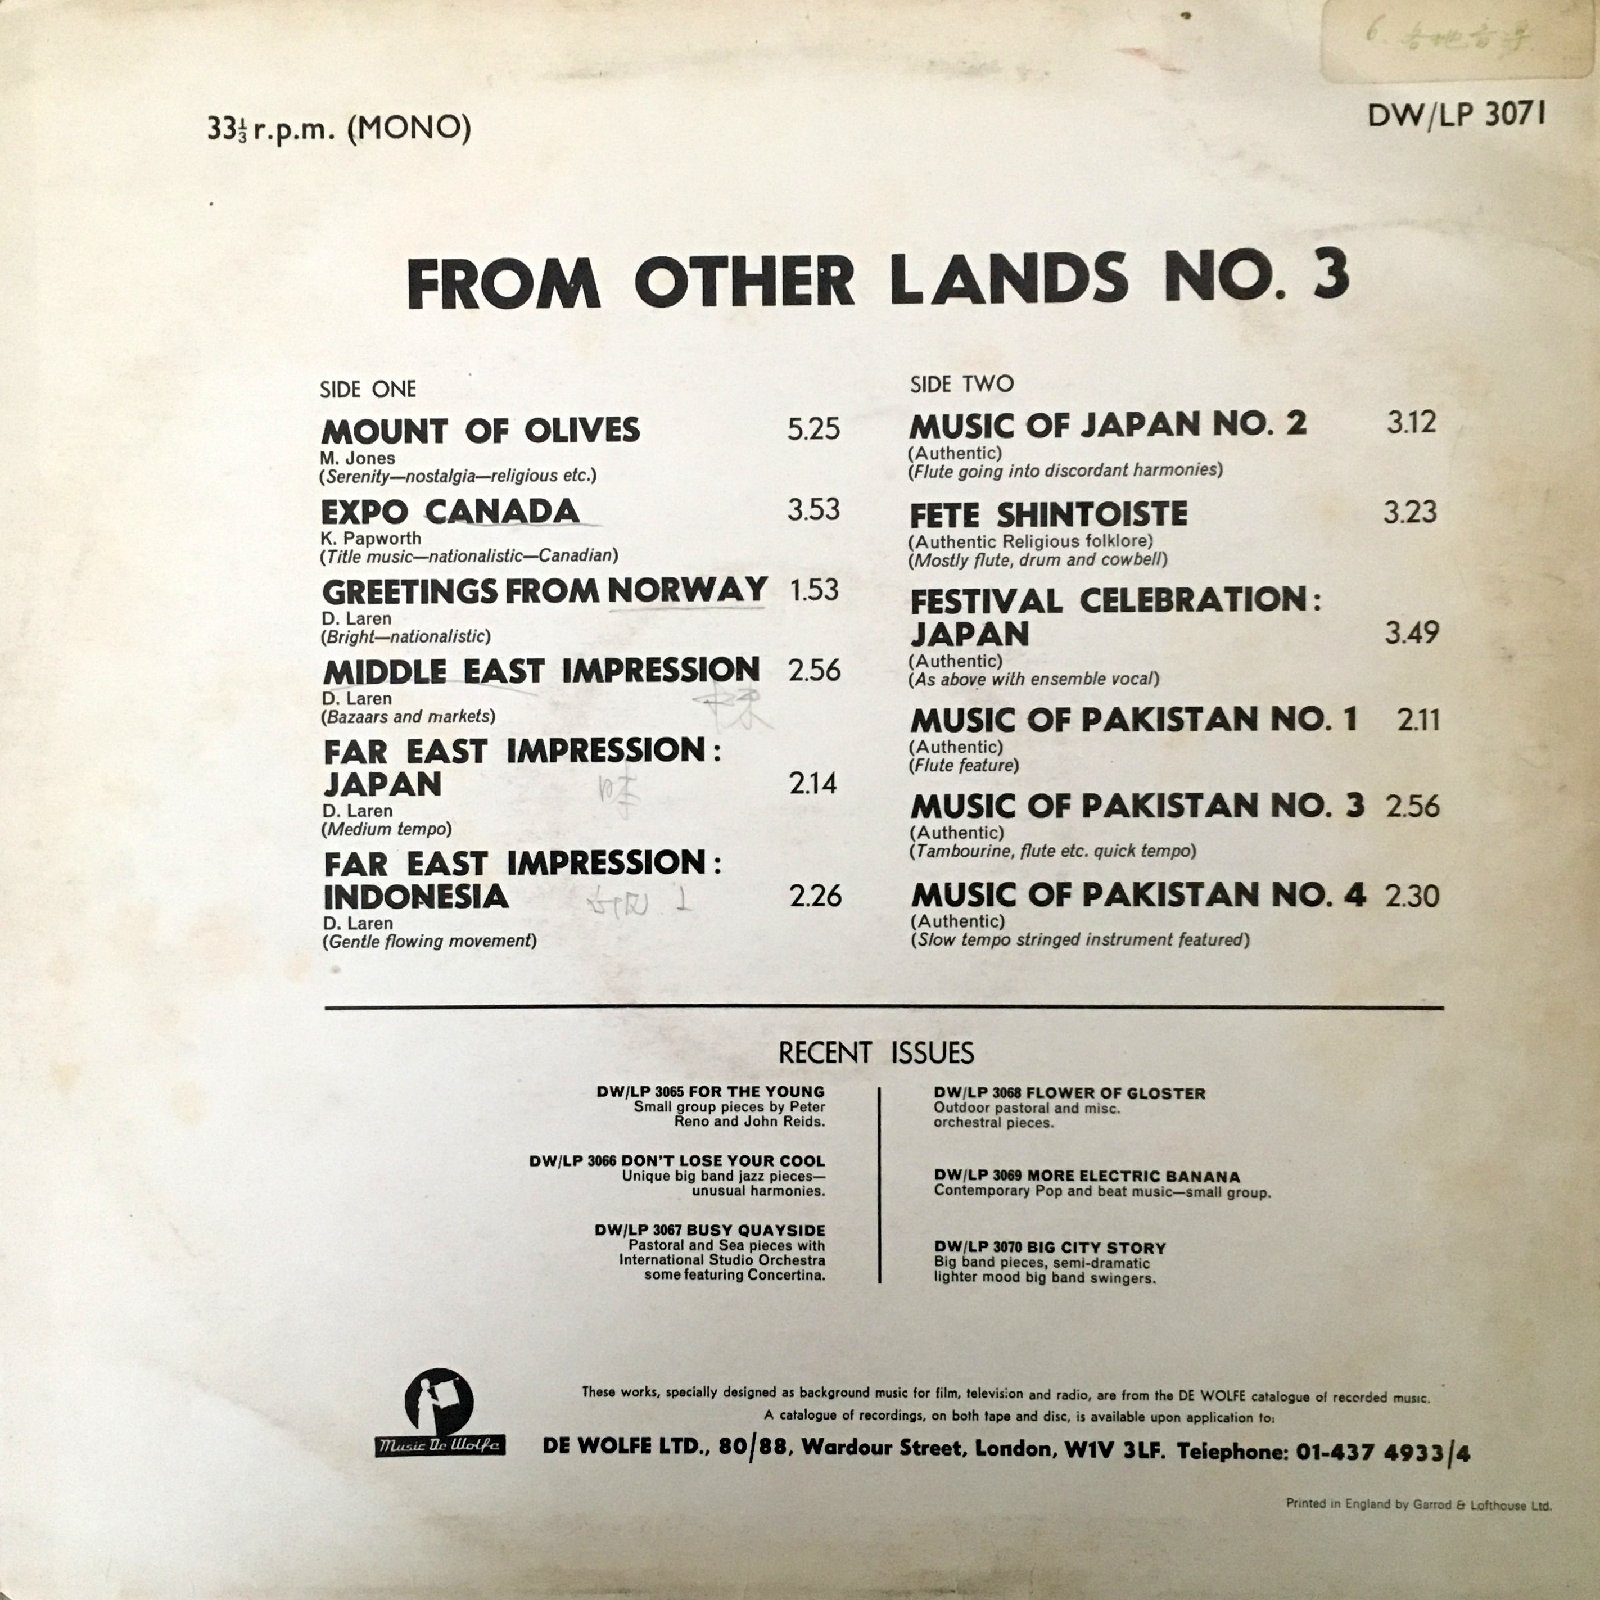 6. 各地音乐
33⅓ r.p.m. (MONO)
DW/LP 3071
FROM OTHER LANDS NO. 3
SIDE ONE
MOUNT OF OLIVES 5.25
M. Jones
(Serenity—nostalgia—religious etc.)
EXPO CANADA 3.53
K. Papworth
(Title music—nationalistic—Canadian)
GREETINGS FROM NORWAY 1.53
D. Laren
(Bright—nationalistic)
MIDDLE EAST IMPRESSION 2.56
D. Laren
(Bazaars and markets)
FAR EAST IMPRESSION:
JAPAN 2.14
D. Laren
(Medium tempo)
FAR EAST IMPRESSION:
INDONESIA 2.26
D. Laren
(Gentle flowing movement)
SIDE TWO
MUSIC OF JAPAN NO. 2 3.12
(Authentic)
(Flute going into discordant harmonies)
FETE SHINTOISTE 3.23
(Authentic Religious folklore)
(Mostly flute, drum and cowbell)
FESTIVAL CELEBRATION:
JAPAN 3.49
(Authentic)
(As above with ensemble vocal)
MUSIC OF PAKISTAN NO. 1 2.11
(Authentic)
(Flute feature)
MUSIC OF PAKISTAN NO. 3 2.56
(Authentic)
(Tambourine, flute etc. quick tempo)
MUSIC OF PAKISTAN NO. 4 2.30
(Authentic)
(Slow tempo stringed instrument featured)
RECENT ISSUES
DW/LP 3065 FOR THE YOUNG
Small group pieces by Peter
Reno and John Reids.
DW/LP 3066 DON'T LOSE YOUR COOL
Unique big band jazz pieces—
unusual harmonies.
DW/LP 3067 BUSY QUAYSIDE
Pastoral and Sea pieces with
International Studio Orchestra
some featuring Concertina.
DW/LP 3068 FLOWER OF GLOSTER
Outdoor pastoral and misc.
orchestral pieces.
DW/LP 3069 MORE ELECTRIC BANANA
Contemporary Pop and beat music—small group.
DW/LP 3070 BIG CITY STORY
Big band pieces, semi-dramatic
lighter mood big band swingers.
Music De Wolfe
These works, specially designed as background music for film, television and radio, are from the DE WOLFE catalogue of recorded music.
A catalogue of recordings, on both tape and disc, is available upon application to:
DE WOLFE LTD., 80/88, Wardour Street, London, W1V 3LF. Telephone: 01-437 4933/4
Printed in England by Garrod & Lofthouse Ltd.